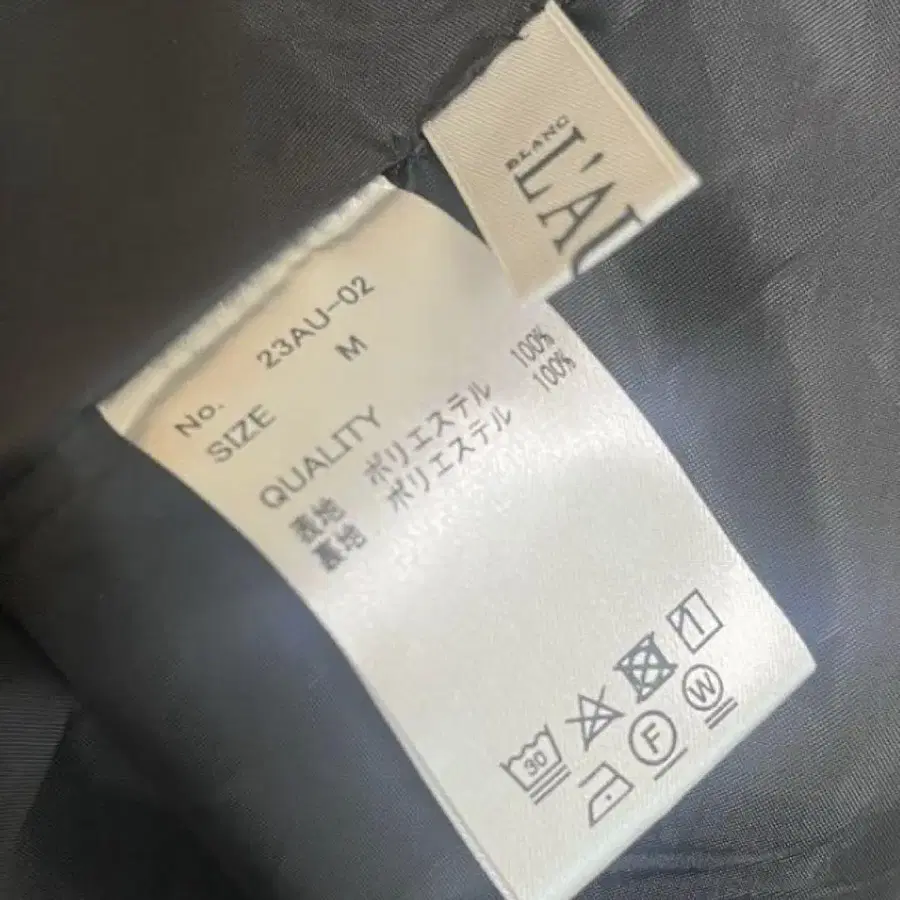 BLANC
L'AU
No. 23AU-02
SIZE M
QUALITY
表地 ポリエステル 100%
裏地 ポリエステル 100%
30
F
W